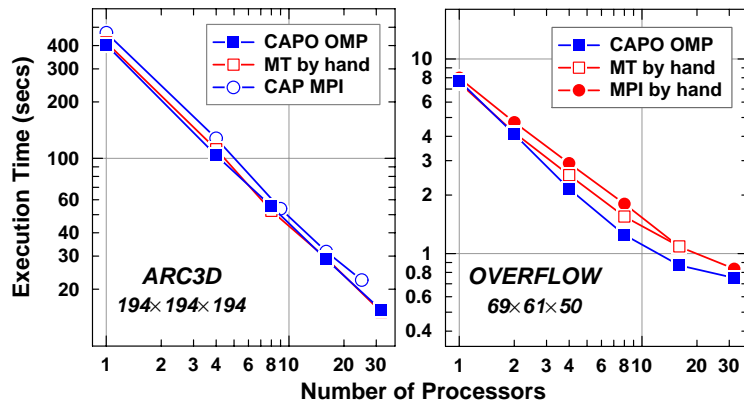 Execution Time (secs)
400
300
200
100
60
40
30
20
CAPO OMP
MT by hand
CAP MPI
ARC3D
194×194×194
1 2 4 6 8 10 20 30
10
8
6
4
3
2
1
0.8
0.6
0.4
CAPO OMP
MT by hand
MPI by hand
OVERFLOW
69×61×50
1 2 4 6 8 10 20 30
Number of Processors